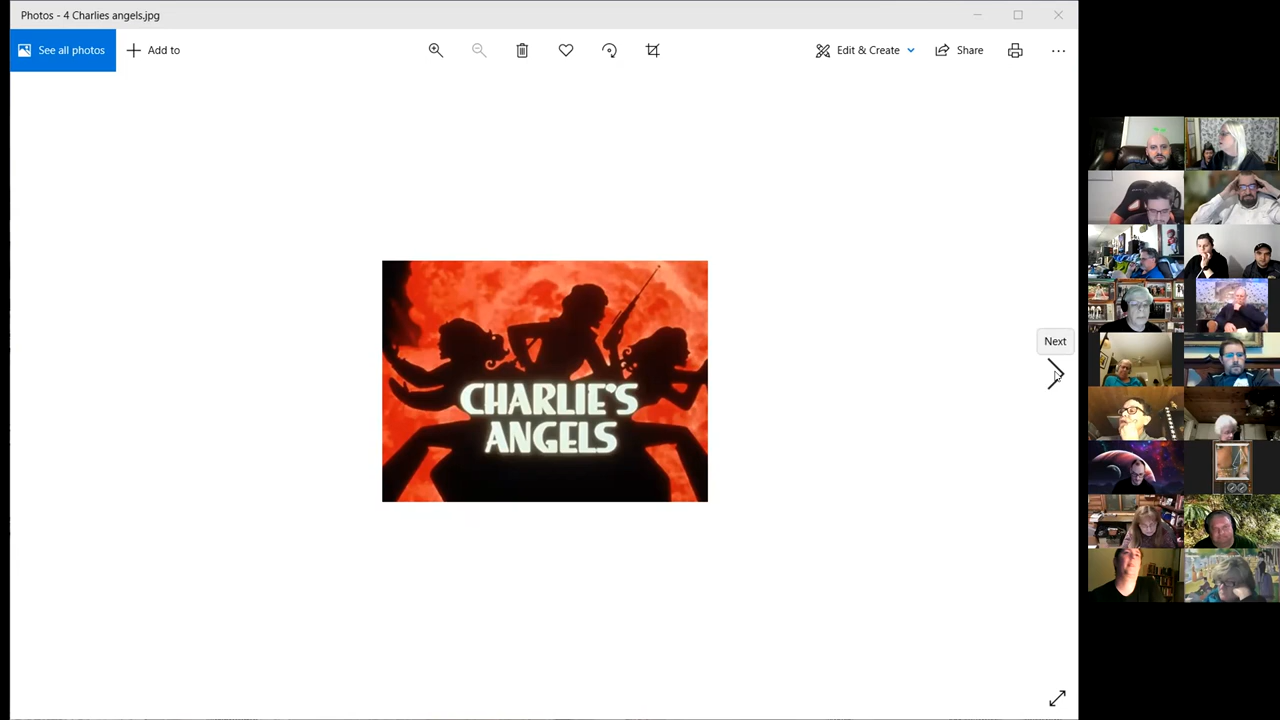 Photos - 4 Charlies angels.jpg
See all photos
Add to
Edit & Create
Share
Next
CHARLIE'S
ANGELS